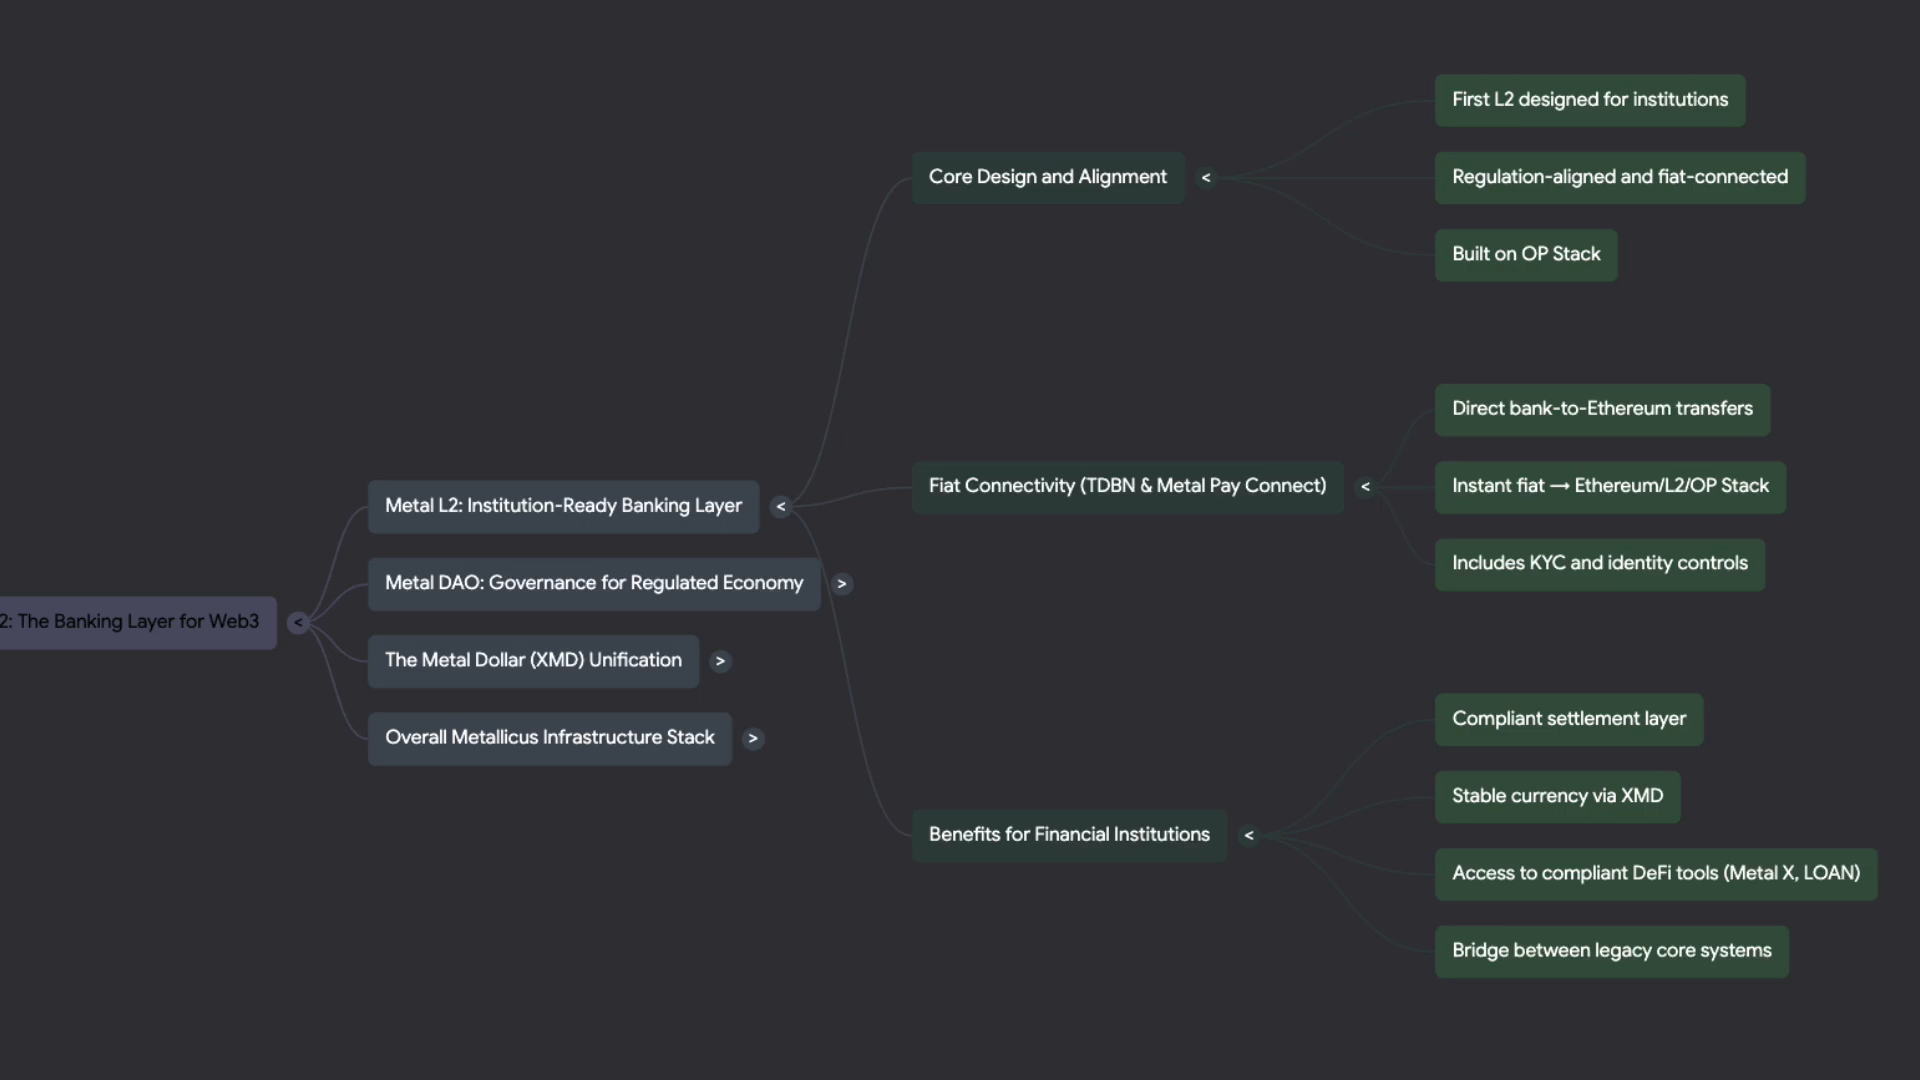 2: The Banking Layer for Web3
<
Metal L2: Institution-Ready Banking Layer
<
Metal DAO: Governance for Regulated Economy
>
The Metal Dollar (XMD) Unification
>
Overall Metallicus Infrastructure Stack
>
Core Design and Alignment
<
First L2 designed for institutions
Regulation-aligned and fiat-connected
Built on OP Stack
Fiat Connectivity (TDBN & Metal Pay Connect)
<
Direct bank-to-Ethereum transfers
Instant fiat → Ethereum/L2/OP Stack
Includes KYC and identity controls
Benefits for Financial Institutions
<
Compliant settlement layer
Stable currency via XMD
Access to compliant DeFi tools (Metal X, LOAN)
Bridge between legacy core systems